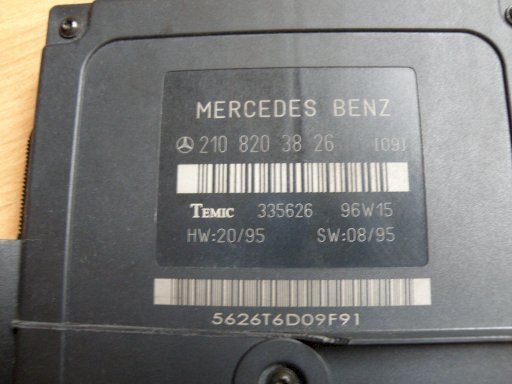 MERCEDES BENZ
210 820 38 26 [09]
TEMIC 335626 96W15
HW:20/95 SW:08/95
5626T6D09F91